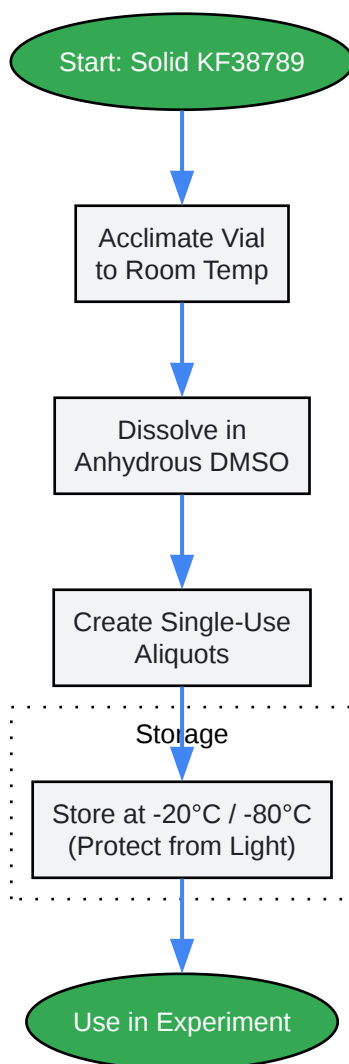 Start: Solid KF38789
Acclimate Vial
to Room Temp
Dissolve in
Anhydrous DMSO
Create Single-Use
Aliquots
Storage
Store at -20°C / -80°C
(Protect from Light)
Use in Experiment